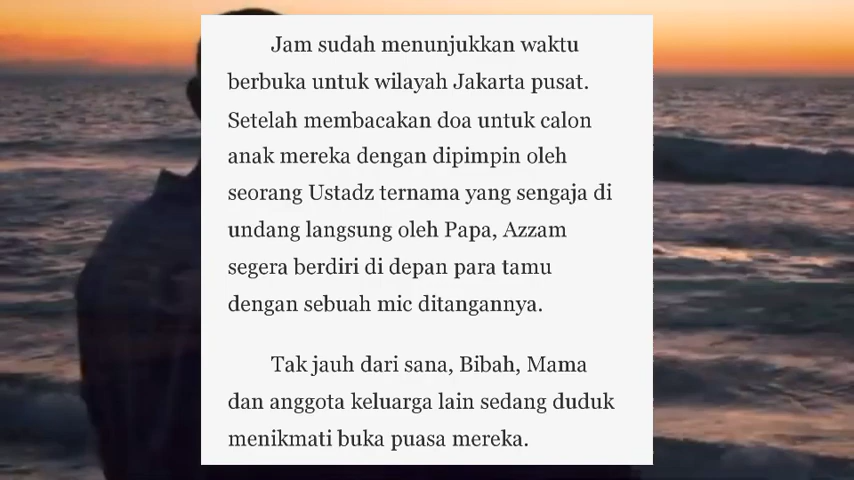 Jam sudah menunjukkan waktu
berbuka untuk wilayah Jakarta pusat.
Setelah membacakan doa untuk calon
anak mereka dengan dipimpin oleh
seorang Ustadz ternama yang sengaja di
undang langsung oleh Papa, Azzam
segera berdiri di depan para tamu
dengan sebuah mic ditangannya.
Tak jauh dari sana, Bibah, Mama
dan anggota keluarga lain sedang duduk
menikmati buka puasa mereka.